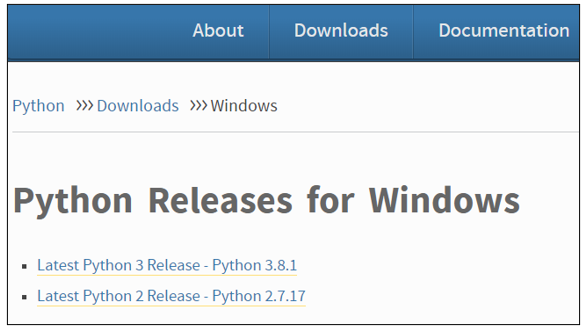 About Downloads Documentation
Python >>> Downloads >>> Windows
Python Releases for Windows
Latest Python 3 Release - Python 3.8.1
Latest Python 2 Release - Python 2.7.17